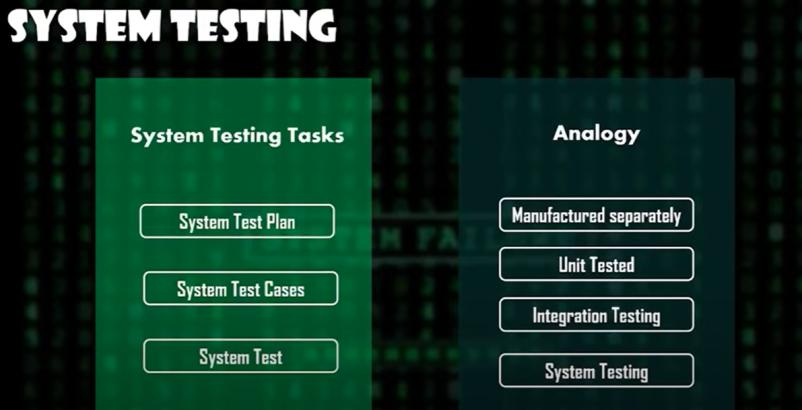 SYSTEM TESTING
System Testing Tasks
System Test Plan
System Test Cases
System Test
Analogy
Manufactured separately
Unit Tested
Integration Testing
System Testing